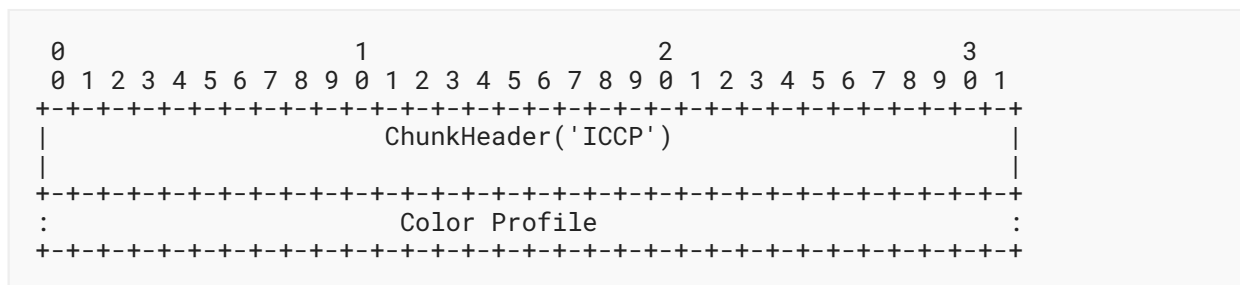 0                   1                   2                   3
 0 1 2 3 4 5 6 7 8 9 0 1 2 3 4 5 6 7 8 9 0 1 2 3 4 5 6 7 8 9 0 1
+-+-+-+-+-+-+-+-+-+-+-+-+-+-+-+-+-+-+-+-+-+-+-+-+-+-+-+-+-+-+-+-+
|                      ChunkHeader('ICCP')                      |
|                                                               |
+-+-+-+-+-+-+-+-+-+-+-+-+-+-+-+-+-+-+-+-+-+-+-+-+-+-+-+-+-+-+-+-+
:                       Color Profile                           :
+-+-+-+-+-+-+-+-+-+-+-+-+-+-+-+-+-+-+-+-+-+-+-+-+-+-+-+-+-+-+-+-+